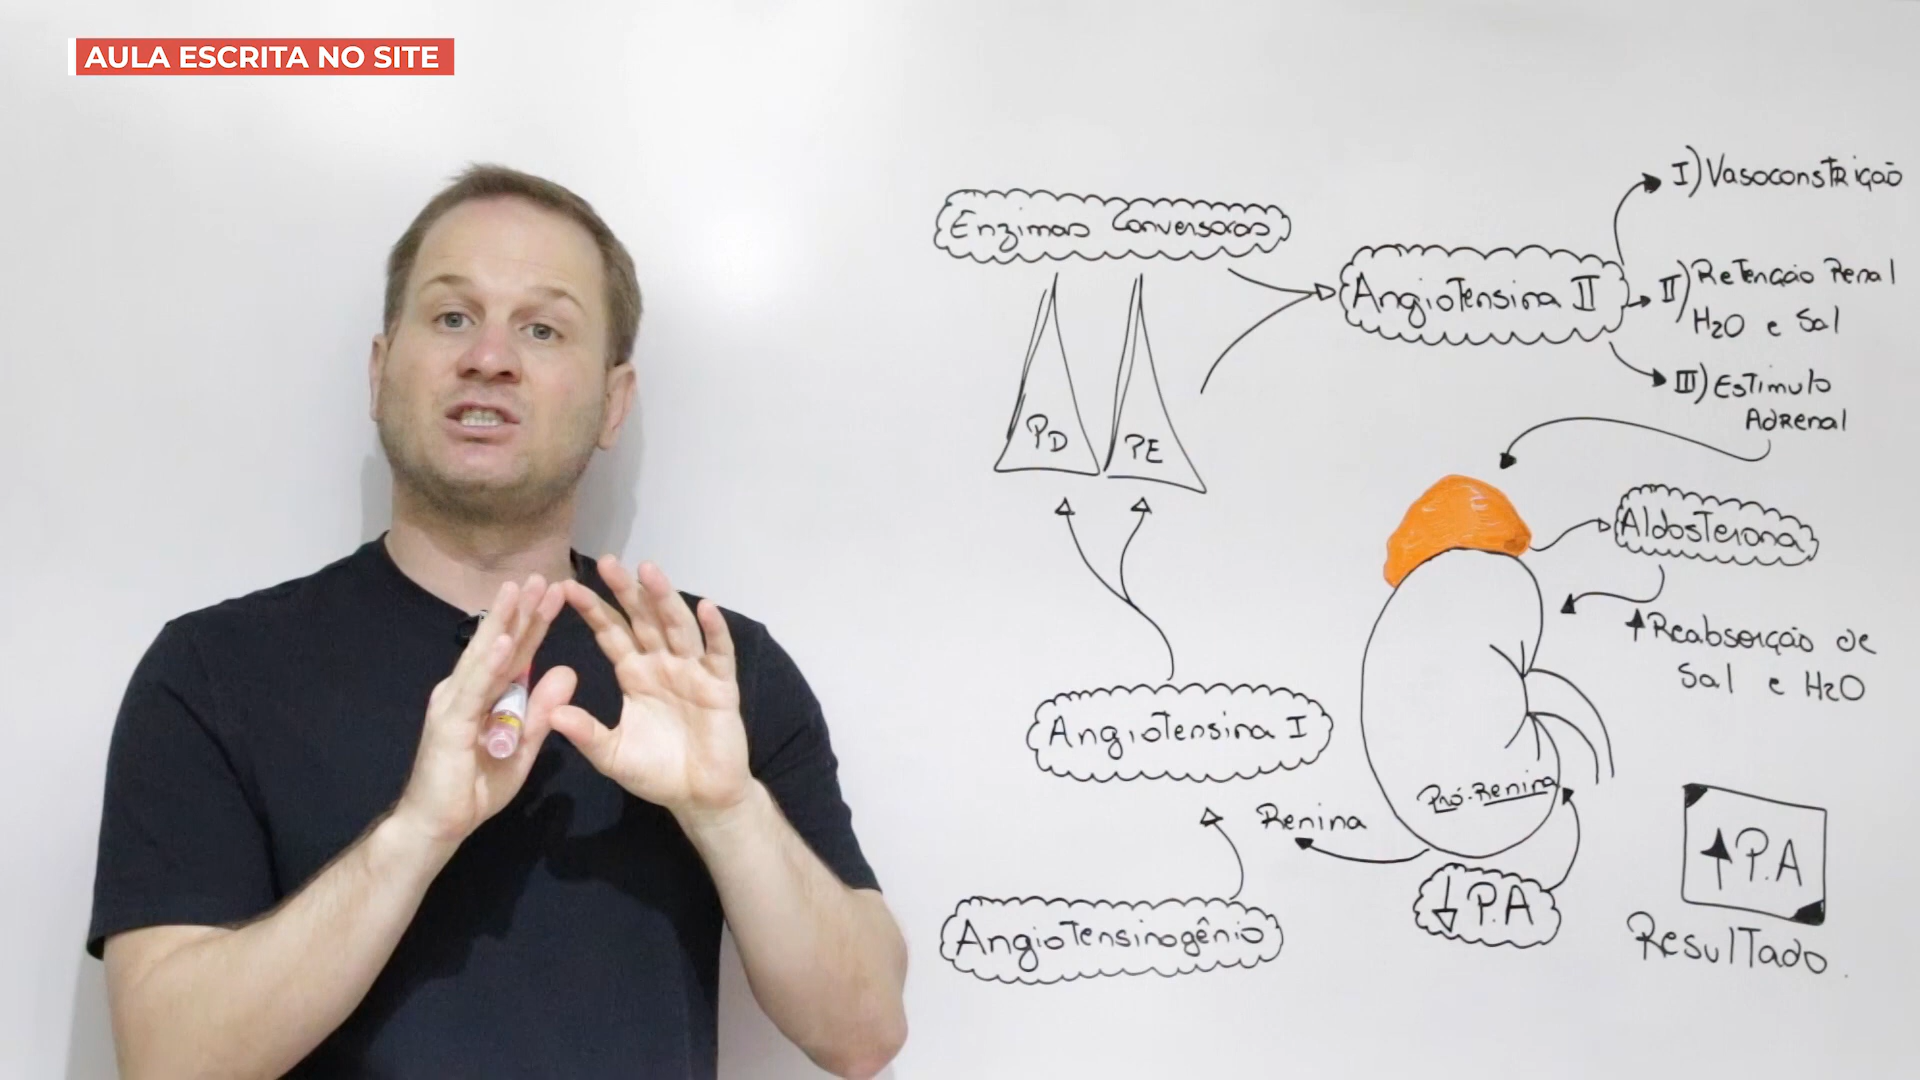 AULA ESCRITA NO SITE
Enzimas Conversoras
Angiotensina II
I) Vasoconstrição
II) Retenção Renal
H2O e Sal
III) Estimulo
Adrenal
PD
PE
Aldosterona
↑ Reabsorção de
Sal e H2O
Angiotensina I
Pró-Renina
Renina
↓ P.A
↑ P.A
Angiotensinogênio
Resultado.